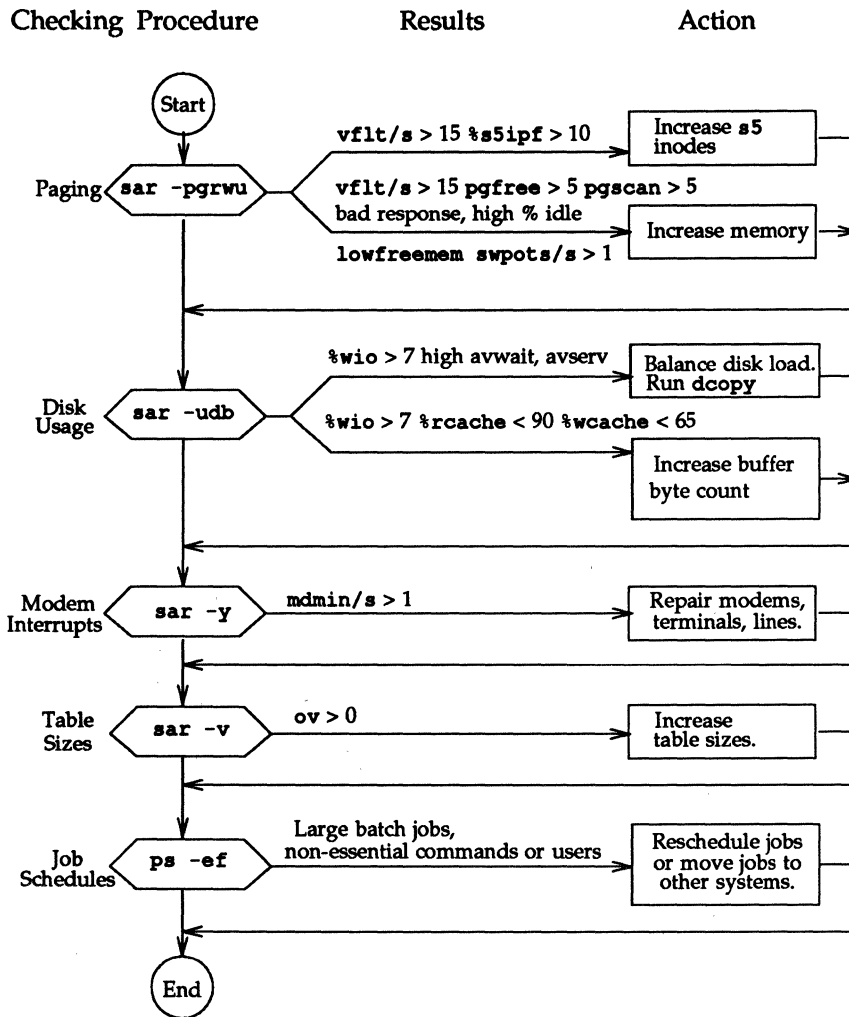 Checking Procedure Results Action
Start
vflt/s > 15 %s5ipf > 10
Increase s5
inodes
Paging
sar -pgrwu
vflt/s > 15 pgfree > 5 pgscan > 5
bad response, high % idle
lowfreemem swpots/s > 1
Increase memory
%wio > 7 high avwait, avserv
Balance disk load.
Run dcopy
Disk
Usage
sar -udb
%wio > 7 %rcache < 90 %wcache < 65
Increase buffer
byte count
Modem
Interrupts
sar -y
mdmin/s > 1
Repair modems,
terminals, lines.
Table
Sizes
sar -v
ov > 0
Increase
table sizes.
Job
Schedules
ps -ef
Large batch jobs,
non-essential commands or users
Reschedule jobs
or move jobs to
other systems.
End